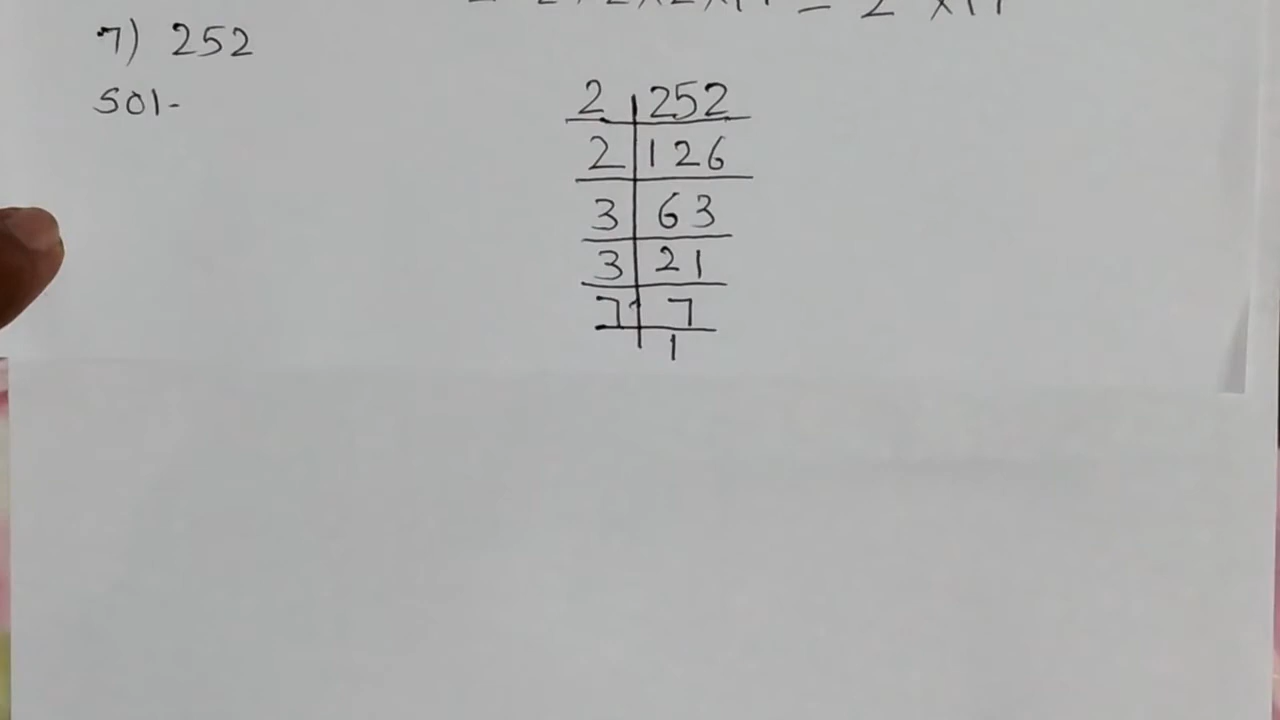 7) 252
Sol-
2 | 252
2 | 126
3 | 63
3 | 21
7 | 7
1